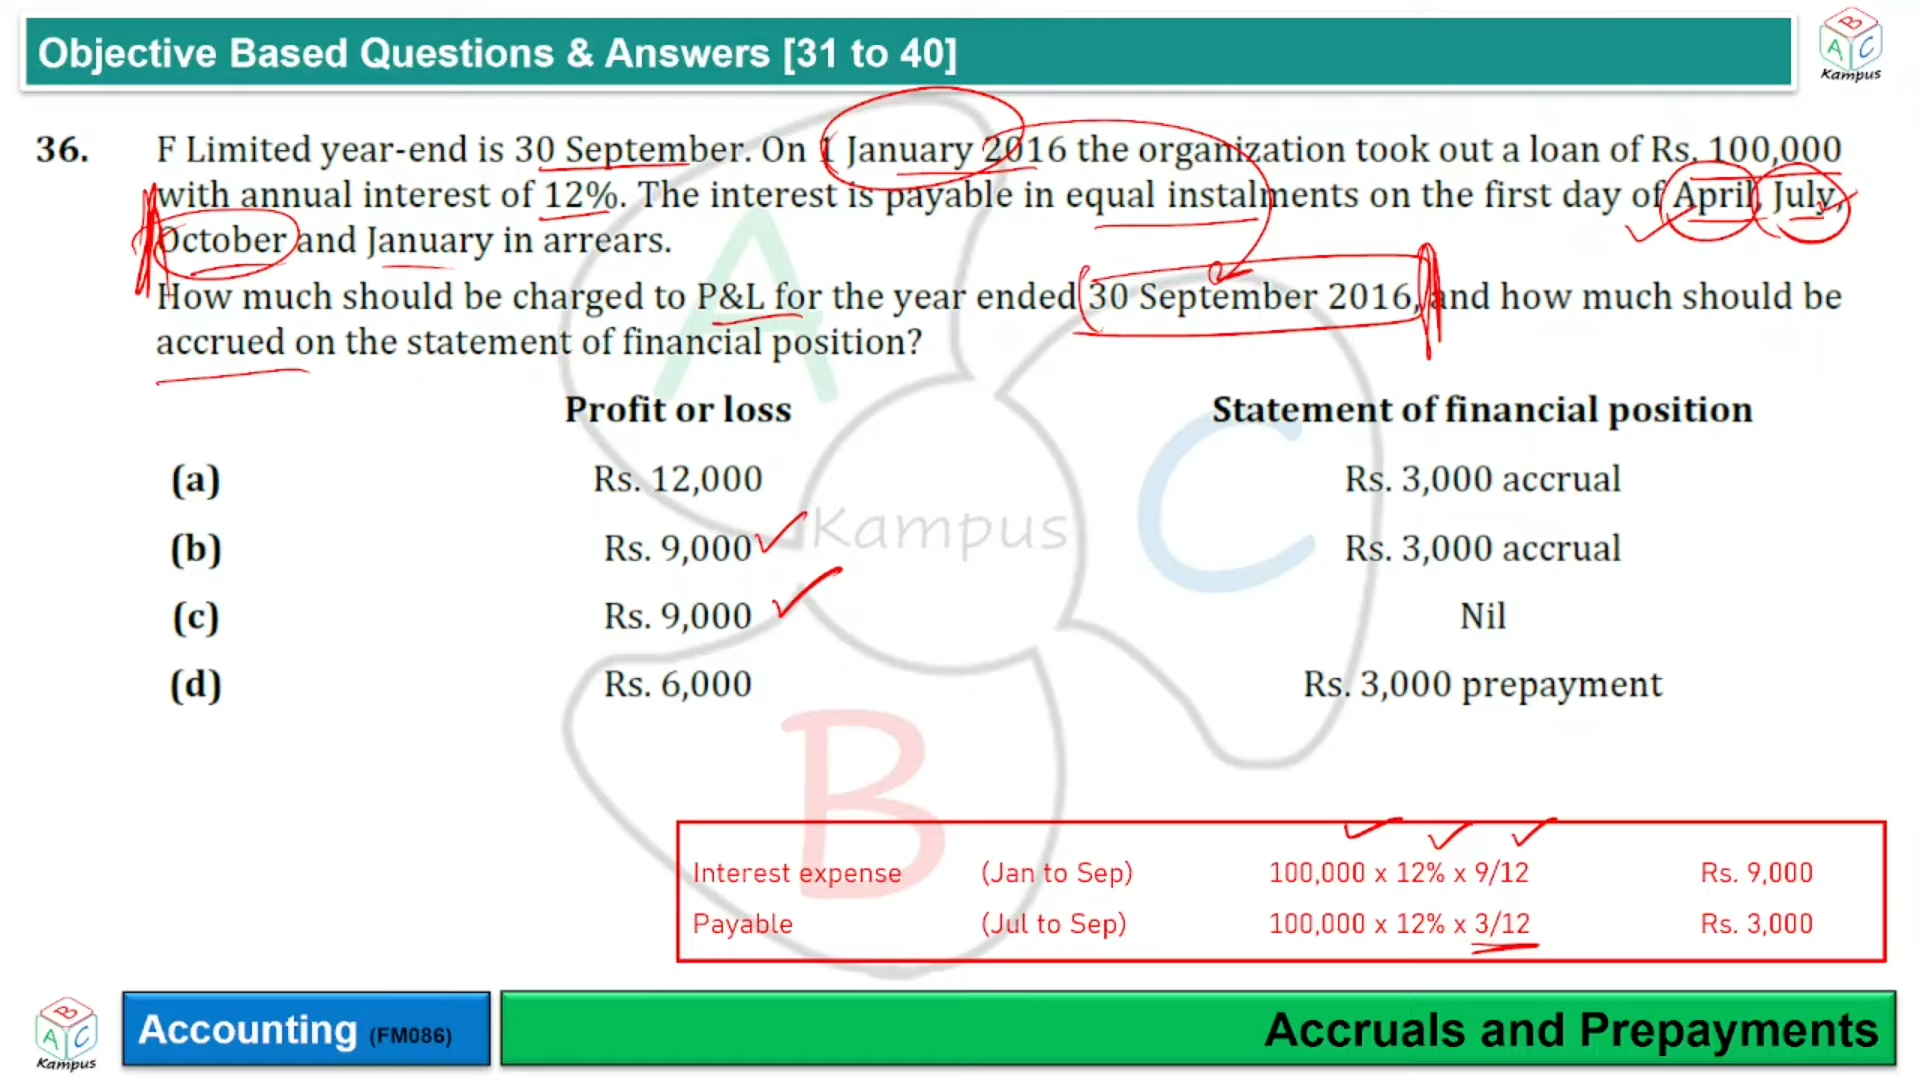 Objective Based Questions & Answers [31 to 40]
B
A C
Kampus
36. F Limited year-end is 30 September. On 1 January 2016 the organization took out a loan of Rs. 100,000
with annual interest of 12%. The interest is payable in equal instalments on the first day of April, July,
October and January in arrears.
How much should be charged to P&L for the year ended 30 September 2016, and how much should be
accrued on the statement of financial position?
Profit or loss Statement of financial position
(a) Rs. 12,000 Rs. 3,000 accrual
(b) Rs. 9,000 Rs. 3,000 accrual
(c) Rs. 9,000 Nil
(d) Rs. 6,000 Rs. 3,000 prepayment
A
Kampus
C
B
Interest expense (Jan to Sep) 100,000 x 12% x 9/12 Rs. 9,000
Payable (Jul to Sep) 100,000 x 12% x 3/12 Rs. 3,000
B
A C
Kampus
Accounting (FM086)
Accruals and Prepayments